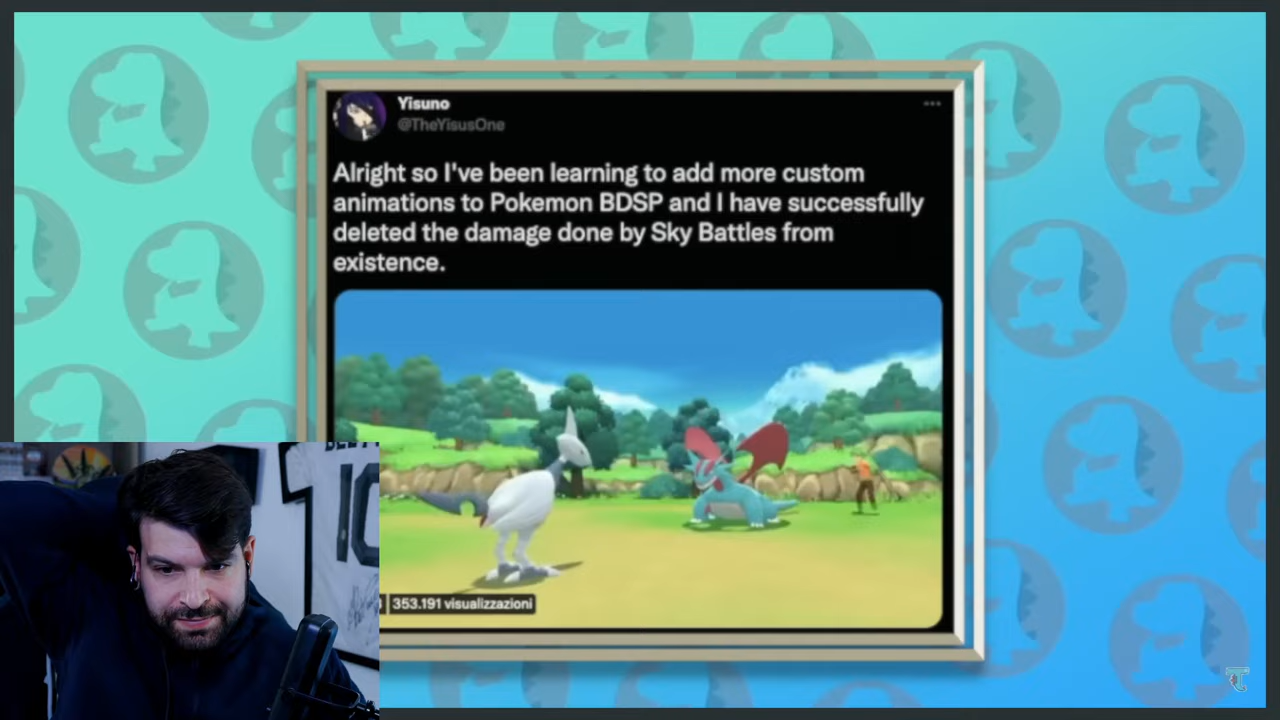 Yisuno
@TheYisusOne
Alright so I've been learning to add more custom
animations to Pokemon BDSP and I have successfully
deleted the damage done by Sky Battles from
existence.
353.191 visualizzazioni
10